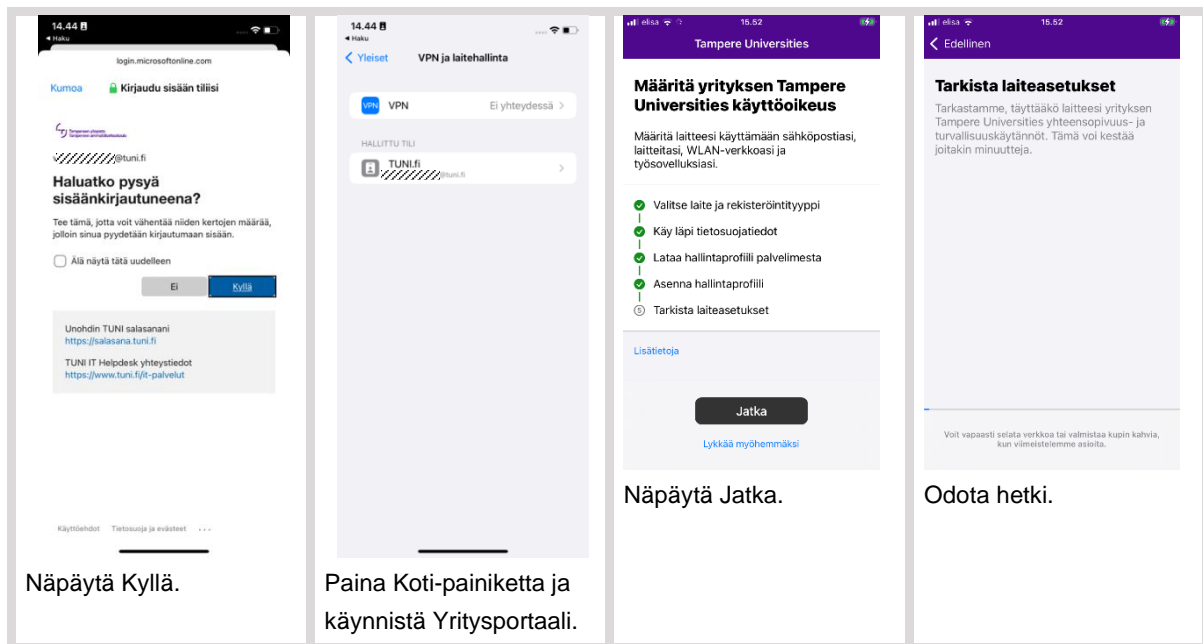 14.44
◄ Haku
login.microsoftonline.com
Kumoa
Kirjaudu sisään tiliisi
Tampereen yliopisto
Tampereen ammattikorkeakoulu
@tuni.fi
Haluatko pysyä
sisäänkirjautuneena?
Tee tämä, jotta voit vähentää niiden kertojen määrää,
jolloin sinua pyydetään kirjautumaan sisään.
Älä näytä tätä uudelleen
Ei
Kyllä
Unohdin TUNI salasanani
https://salasana.tuni.fi
TUNI IT Helpdesk yhteystiedot
https://www.tuni.fi/it-palvelut
Käyttöehdot Tietosuoja ja evästeet ...
Näpäytä Kyllä.
14.44
◄ Haku
Yleiset
VPN ja laitehallinta
VPN VPN Ei yhteydessä
HALLITTU TILI
TUNI.fi
@tuni.fi
Paina Koti-painiketta ja
käynnistä Yritysportaali.
elisa 15.52
Tampere Universities
Määritä yrityksen Tampere
Universities käyttöoikeus
Määritä laitteesi käyttämään sähköpostiasi,
laitteitasi, WLAN-verkkoasi ja
työsovelluksiasi.
Valitse laite ja rekisteröintityyppi
Käy läpi tietosuojatiedot
Lataa hallintaprofiili palvelimesta
Asenna hallintaprofiili
5 Tarkista laiteasetukset
Lisätietoja
Jatka
Lykkää myöhemmäksi
Näpäytä Jatka.
elisa 15.52
Edellinen
Tarkista laiteasetukset
Tarkastamme, täyttääkö laitteesi yrityksen
Tampere Universities yhteensopivuus- ja
turvallisuuskäytännöt. Tämä voi kestää
joitakin minuutteja.
Voit vapaasti selata verkkoa tai valmistaa kupin kahvia,
kun viimeistelemme asioita.
Odota hetki.